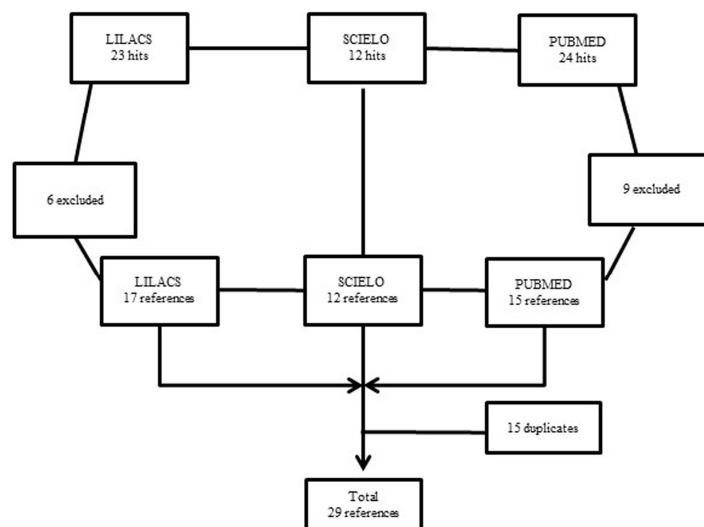 LILACS
23 hits
SCIELO
12 hits
PUBMED
24 hits
6 excluded
9 excluded
LILACS
17 references
SCIELO
12 references
PUBMED
15 references
15 duplicates
Total
29 references